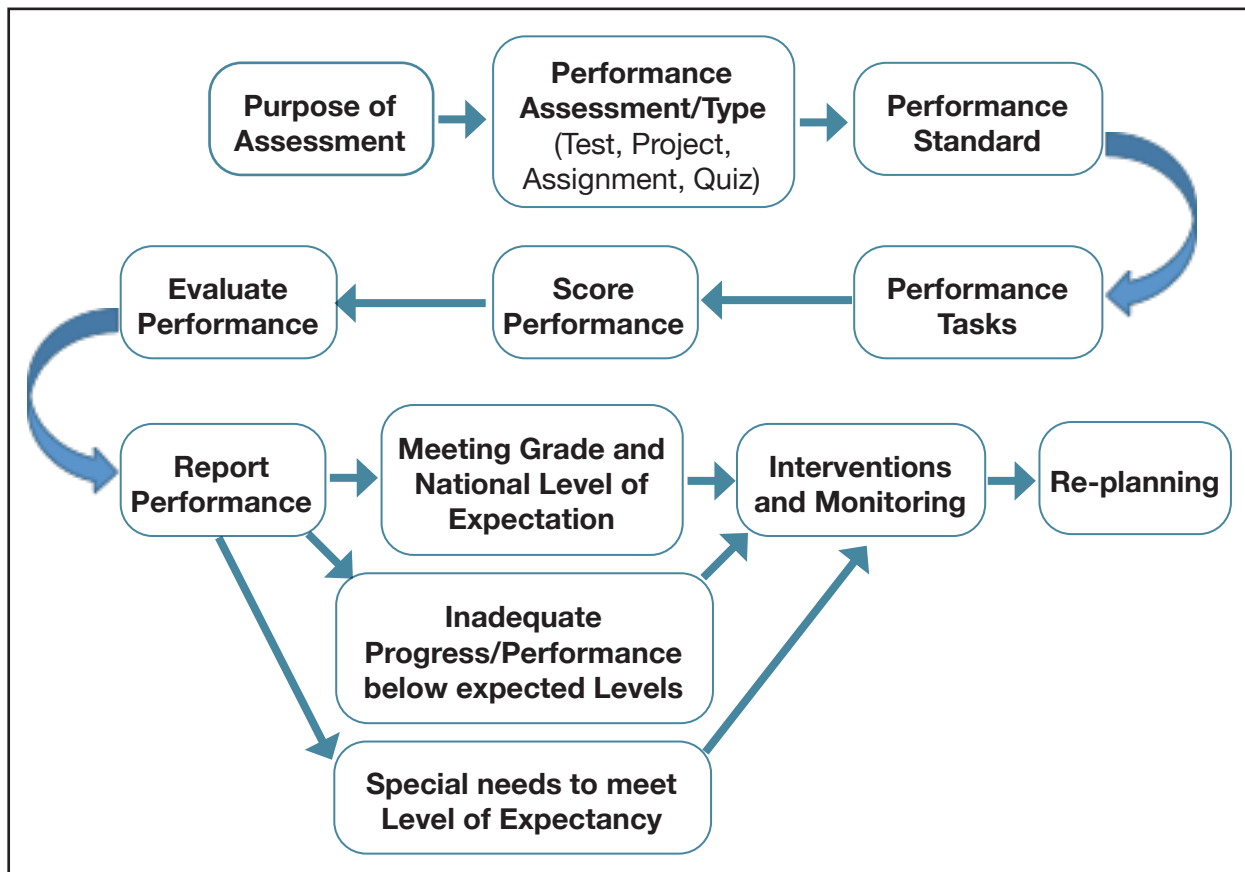 Purpose of
Assessment
Performance
Assessment/Type
(Test, Project,
Assignment, Quiz)
Performance
Standard
Performance
Tasks
Score
Performance
Evaluate
Performance
Report
Performance
Meeting Grade and
National Level of
Expectation
Inadequate
Progress/Performance
below expected Levels
Special needs to meet
Level of Expectancy
Interventions
and Monitoring
Re-planning